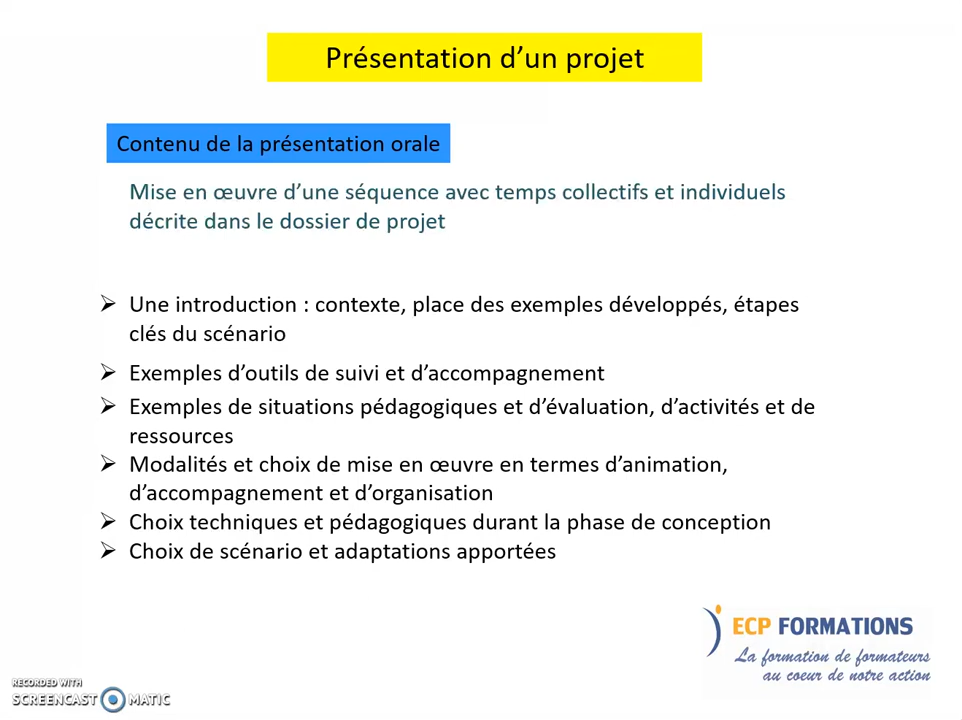 Présentation d’un projet
Contenu de la présentation orale
Mise en œuvre d’une séquence avec temps collectifs et individuels
décrite dans le dossier de projet
➢ Une introduction : contexte, place des exemples développés, étapes
clés du scénario
➢ Exemples d’outils de suivi et d’accompagnement
➢ Exemples de situations pédagogiques et d’évaluation, d’activités et de
ressources
➢ Modalités et choix de mise en œuvre en termes d’animation,
d’accompagnement et d’organisation
➢ Choix techniques et pédagogiques durant la phase de conception
➢ Choix de scénario et adaptations apportées
ECP FORMATIONS
La formation de formateurs
au coeur de notre action
RECORDED WITH
SCREENCAST MATIC